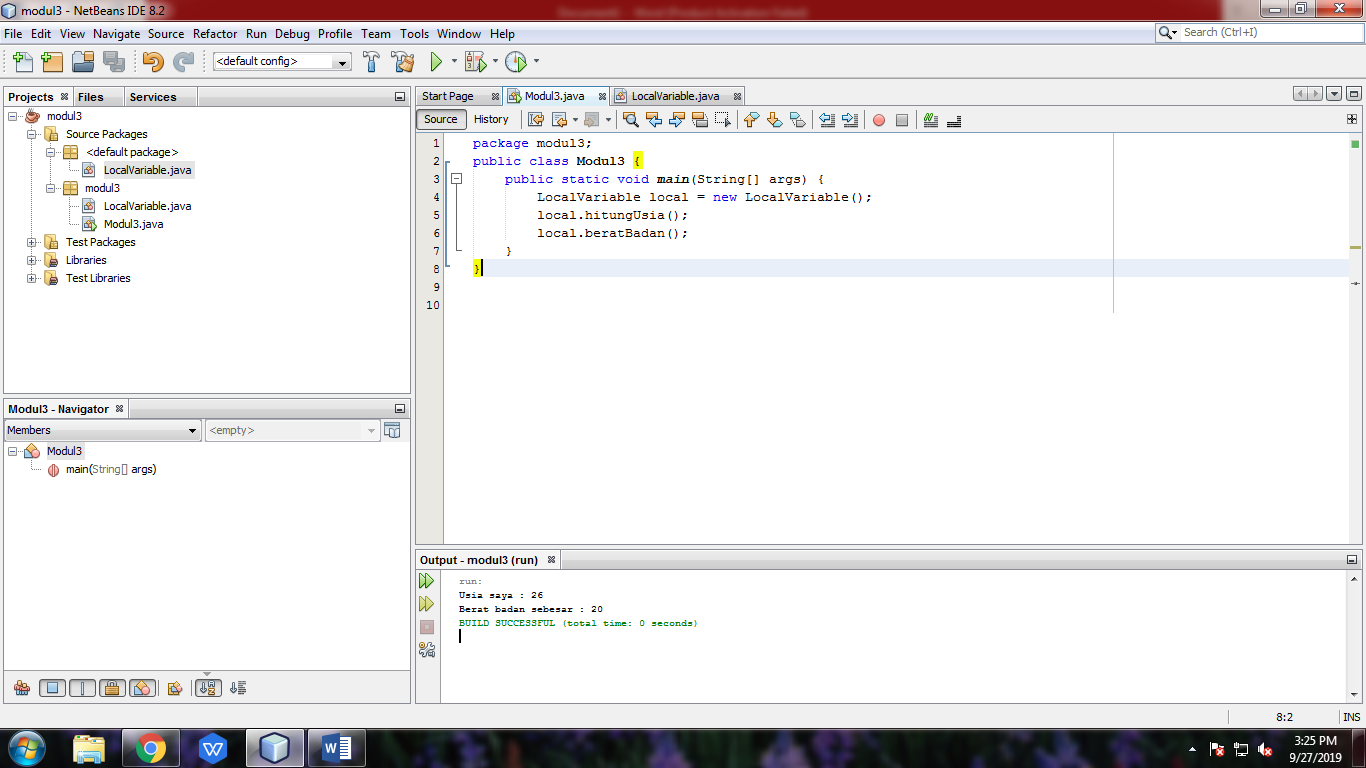 modul3 - NetBeans IDE 8.2
File Edit View Navigate Source Refactor Run Debug Profile Team Tools Window Help
Search (Ctrl+I)
<default config>
Projects Files Services
modul3
Source Packages
<default package>
LocalVariable.java
modul3
LocalVariable.java
Modul3.java
Test Packages
Libraries
Test Libraries
Modul3 - Navigator
Members <empty>
Modul3
main(String[] args)
Start Page Modul3.java LocalVariable.java
Source History
1 package modul3;
2 public class Modul3 {
3 public static void main(String[] args) {
4 LocalVariable local = new LocalVariable();
5 local.hitungUsia();
6 local.beratBadan();
7 }
8 }
9
10
Output - modul3 (run)
run:
Usia saya : 26
Berat badan sebesar : 20
BUILD SUCCESSFUL (total time: 0 seconds)
8:2 INS
3:25 PM
9/27/2019